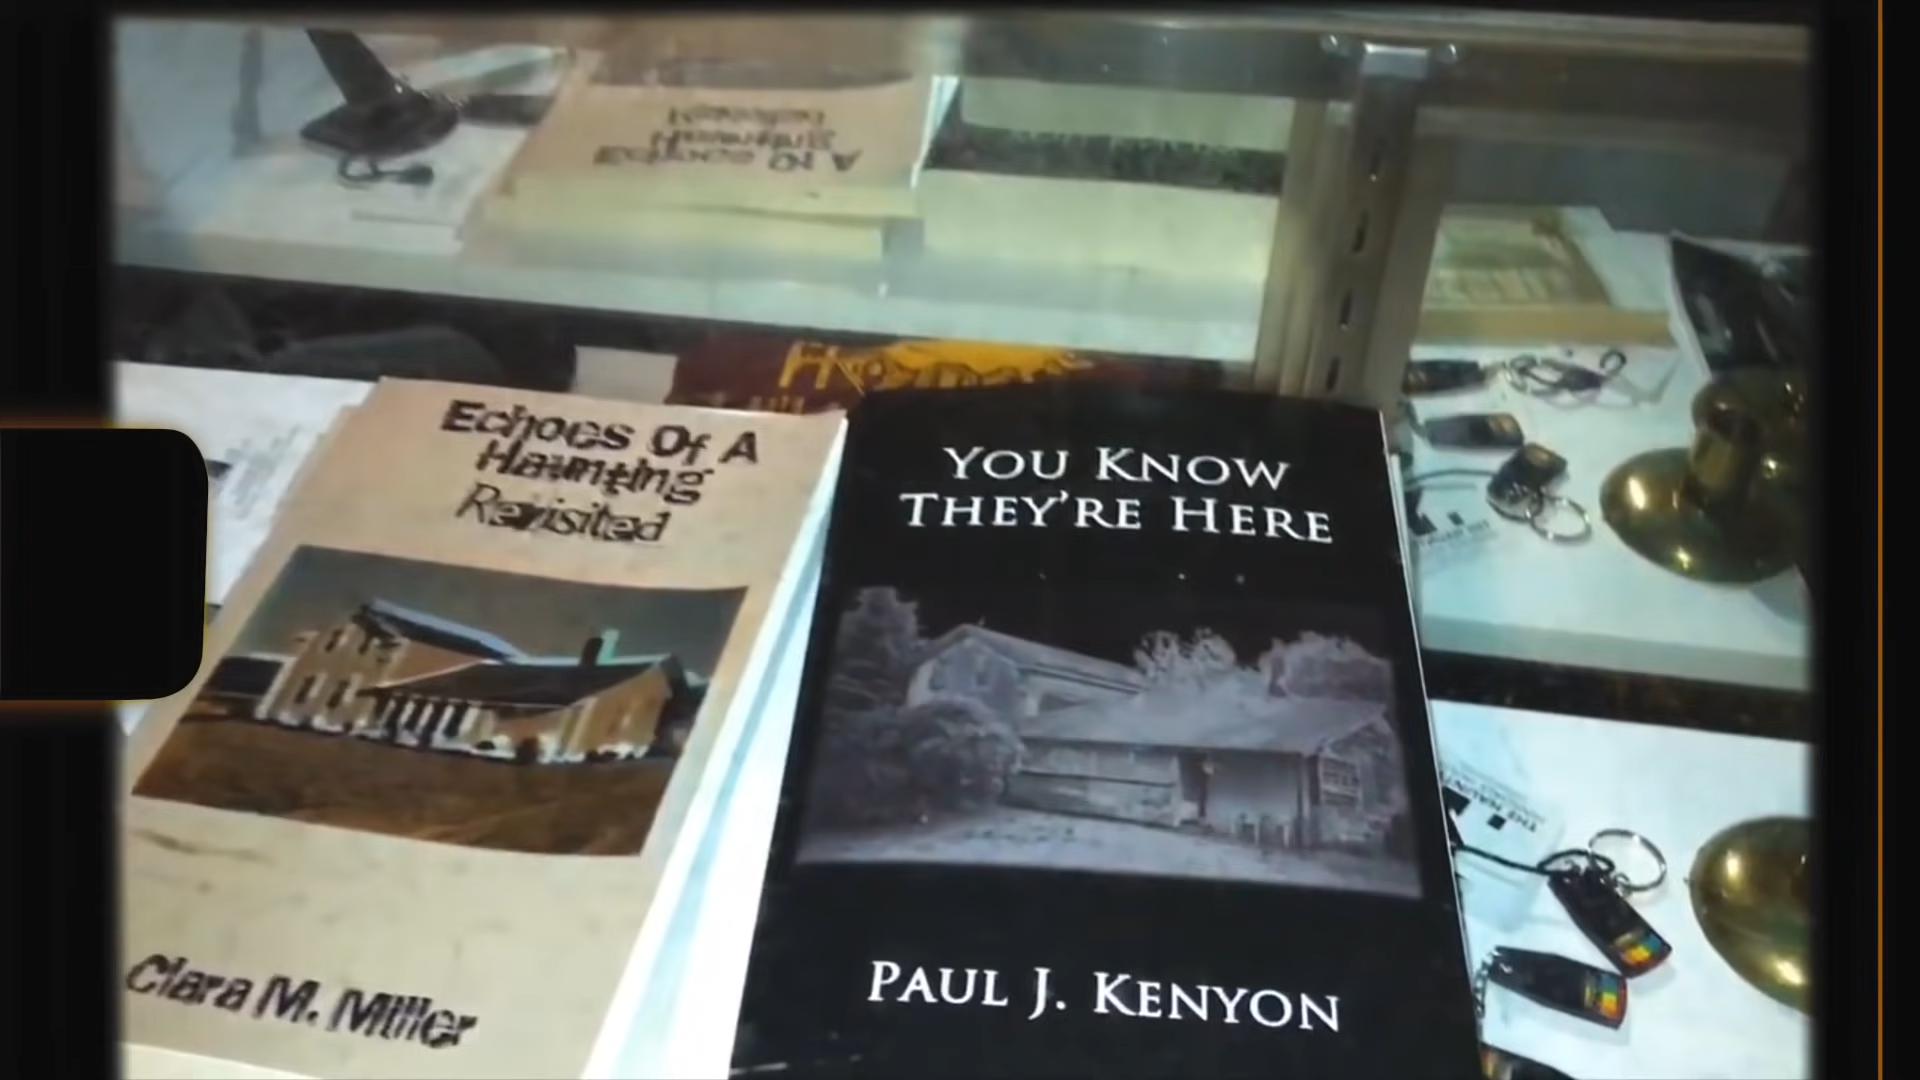 Echoes Of A
Haunting
Revisited
Clara M. Miller
YOU KNOW
THEY'RE HERE
PAUL J. KENYON